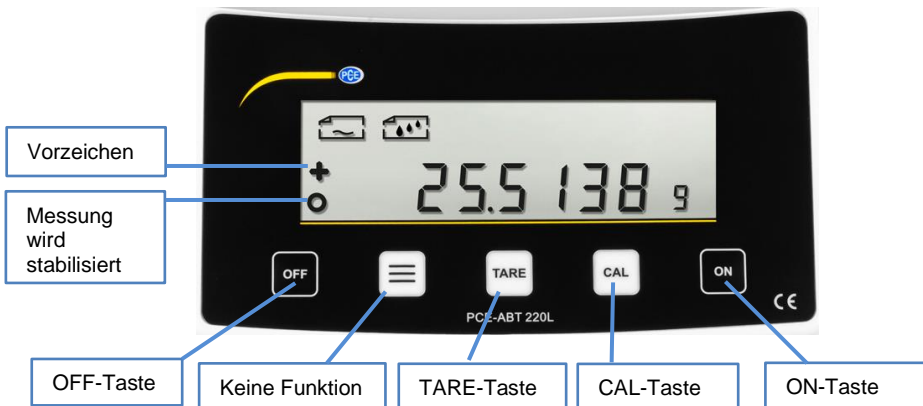 PCE
Vorzeichen
25.5138 g
Messung
wird
stabilisiert
OFF
TARE
CAL
ON
CE
PCE-ABT 220L
OFF-Taste
Keine Funktion
TARE-Taste
CAL-Taste
ON-Taste